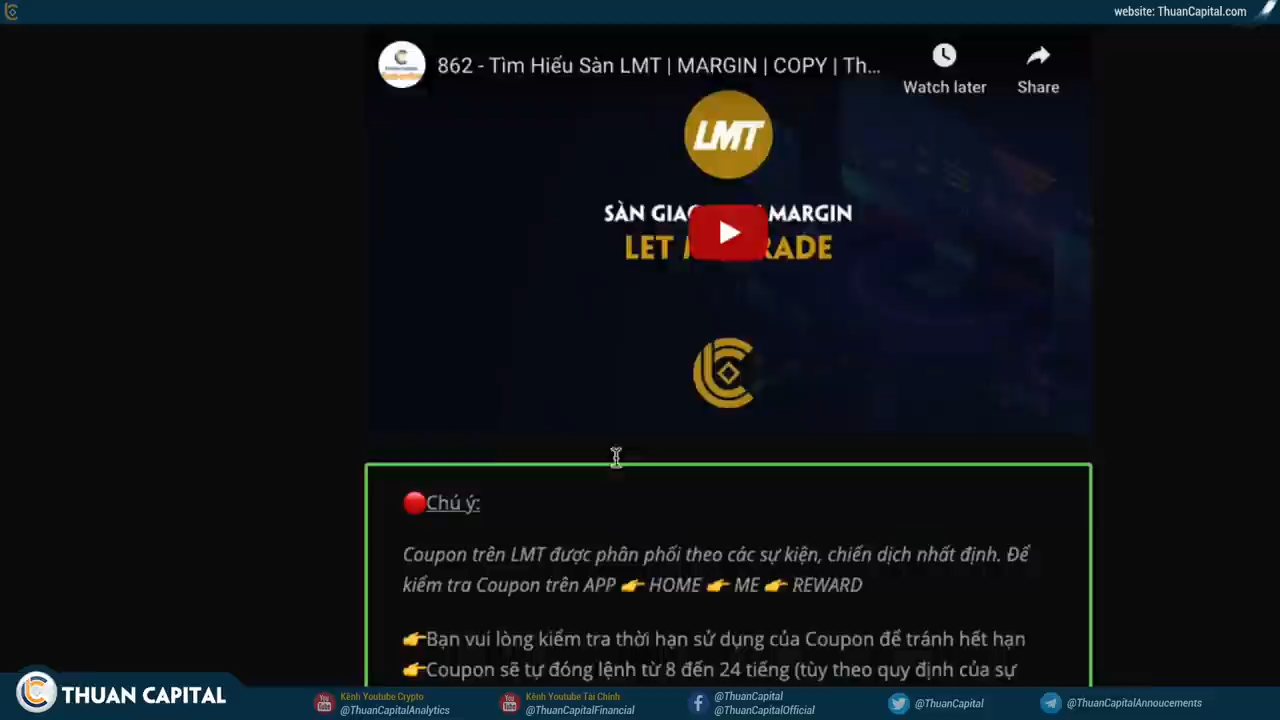 website: ThuanCapital.com
862 - Tìm Hiểu Sàn LMT | MARGIN | COPY | Th...
Watch later
Share
LMT
SÀN MARGIN
LET
🔴Chú ý:
Coupon trên LMT được phân phối theo các sự kiện, chiến dịch nhất định. Để
kiểm tra Coupon trên APP 👉 HOME 👉 ME 👉 REWARD
👉Bạn vui lòng kiểm tra thời hạn sử dụng của Coupon để tránh hết hạn
👉Coupon sẽ tự đóng lệnh từ 8 đến 24 tiếng (tùy theo quy định của sự
THUAN CAPITAL
Kênh Youtube Crypto
@ThuanCapitalAnalytics
Kênh Youtube Tài Chính
@ThuanCapitalFinancial
@ThuanCapital
@ThuanCapitalOfficial
@ThuanCapital
@ThuanCapitalAnnoucements